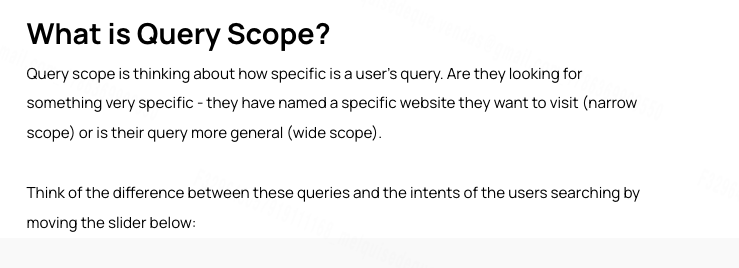 What is Query Scope?
Query scope is thinking about how specific is a user's query. Are they looking for
something very specific - they have named a specific website they want to visit (narrow
scope) or is their query more general (wide scope).
Think of the difference between these queries and the intents of the users searching by
moving the slider below: